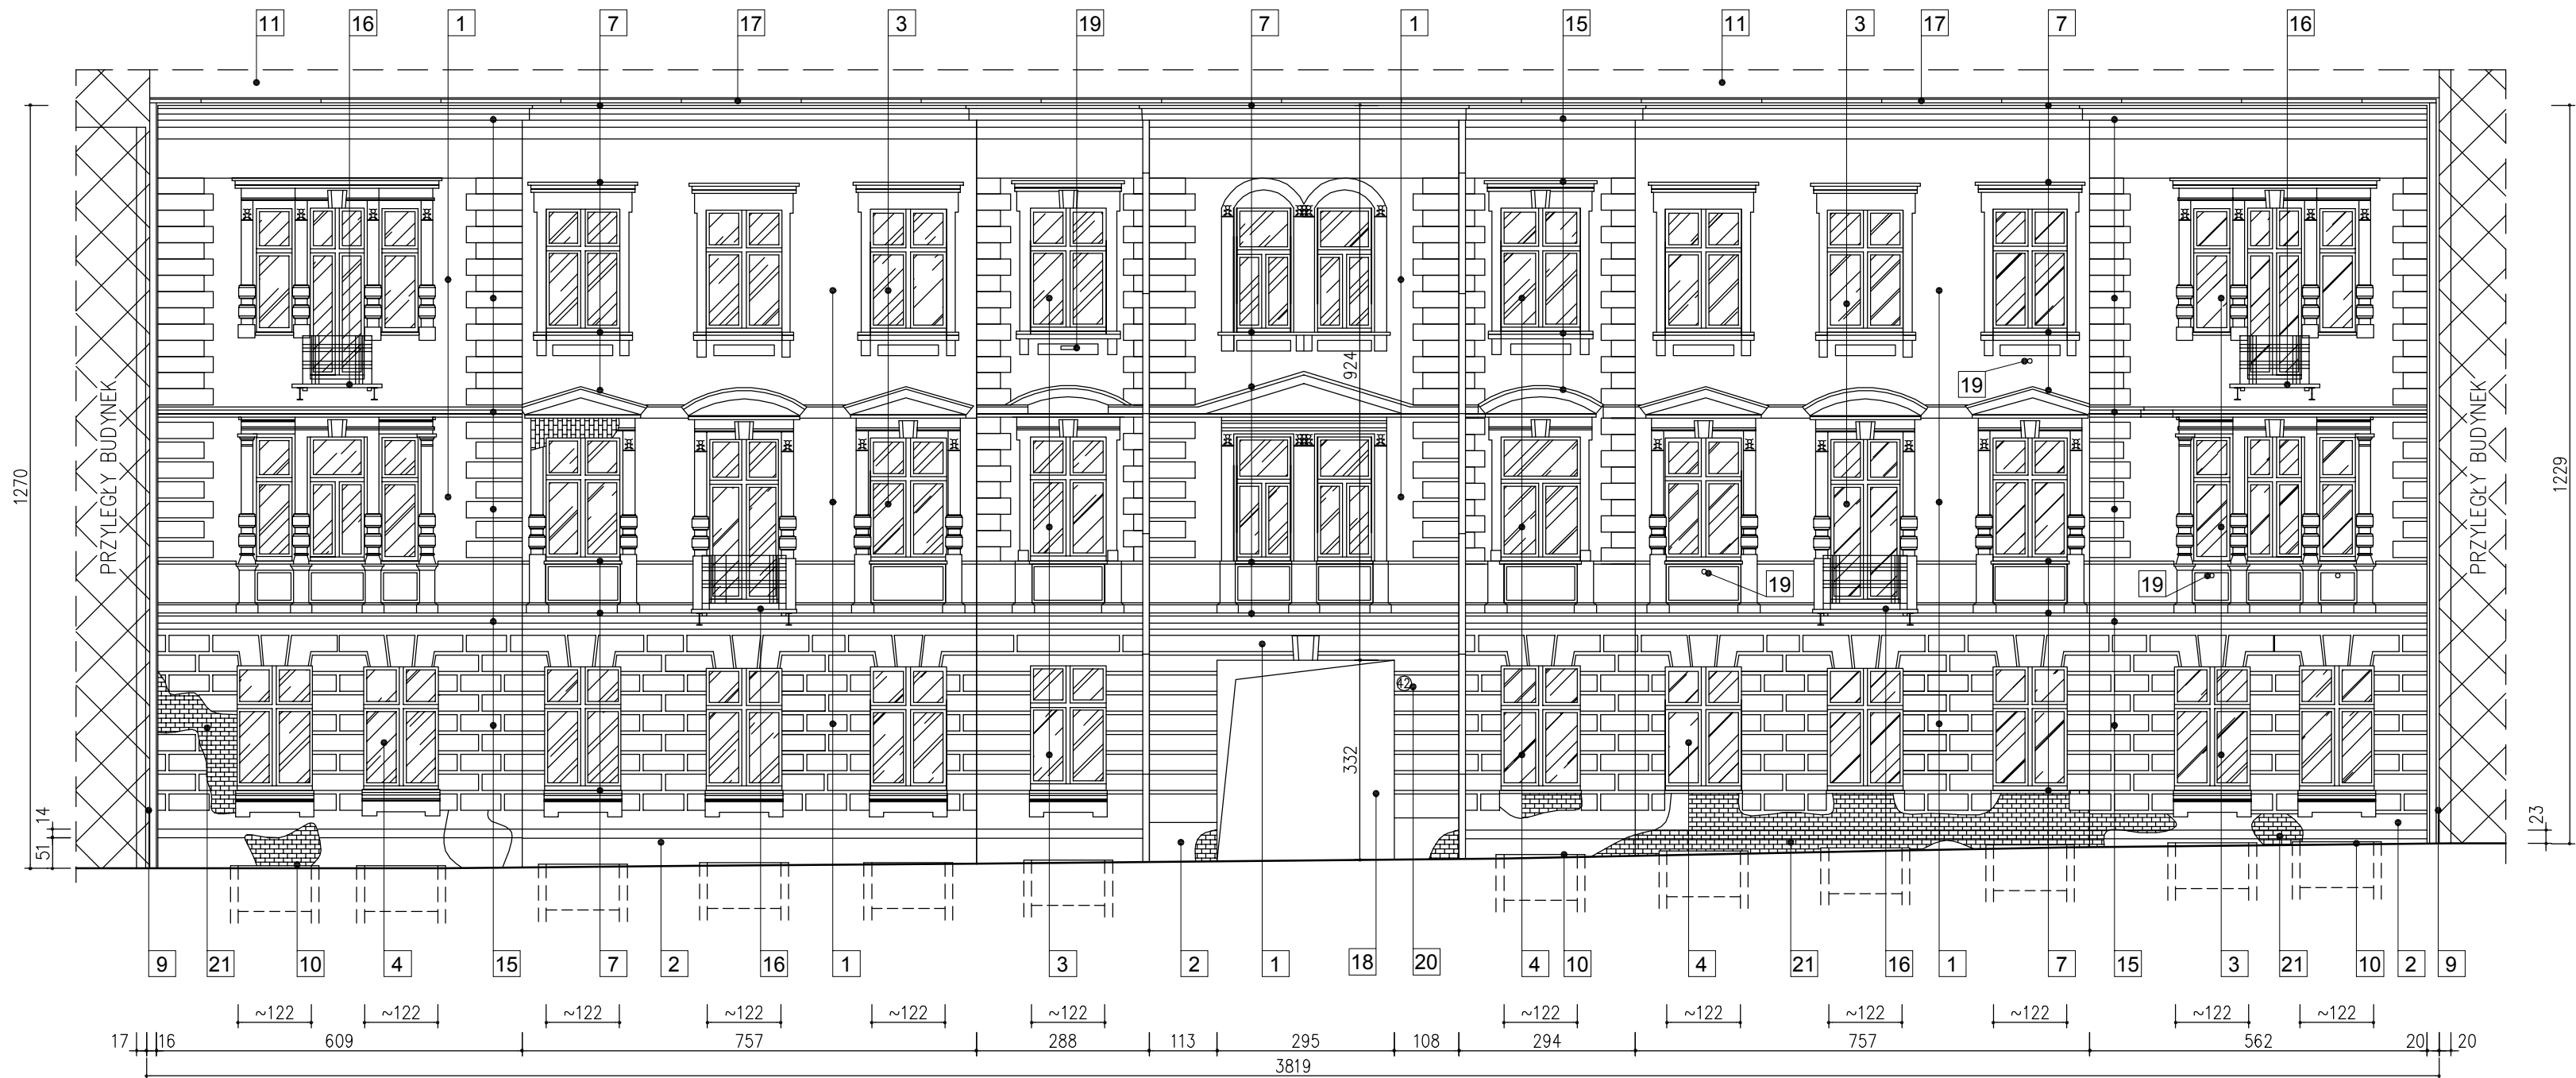 11 16 1 7 17 3 19 7 1 15 11 3 17 7 16
PRZYLEGŁY BUDYNEK
PRZYLEGŁY BUDYNEK
1270
1229
924
19
19
19
42
332
14
51
23
9 21 10 4 15 7 2 16 1 3 2 1 18 20 4 10 4 21 16 1 7 15 3 21 10 2 9
~122 ~122 ~122 ~122 ~122 ~122 ~122 ~122 ~122 ~122 ~122 ~122
17 16 609 757 288 113 295 108 294 757 562 20 20
3819